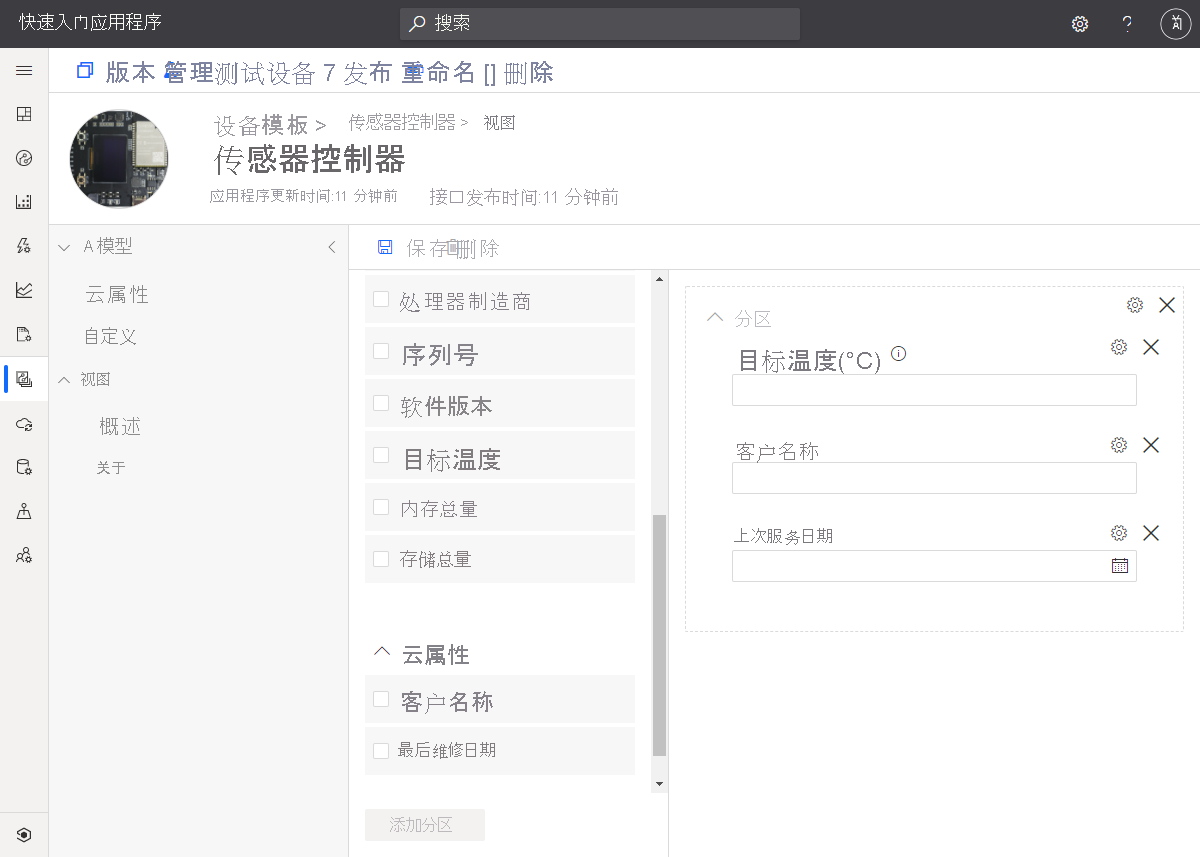 快速入门应用程序
搜索
版本 管理测试设备 7 发布 重命名 [] 删除
设备模板 > 传感器控制器 > 视图
传感器控制器
应用程序更新时间:11 分钟前 接口发布时间:11 分钟前
A 模型
云属性
自定义
视图
概述
关于
保存 删除
处理器制造商
序列号
软件版本
目标温度
内存总量
存储总量
云属性
客户名称
最后维修日期
添加分区
分区
目标温度(°C)
客户名称
上次服务日期